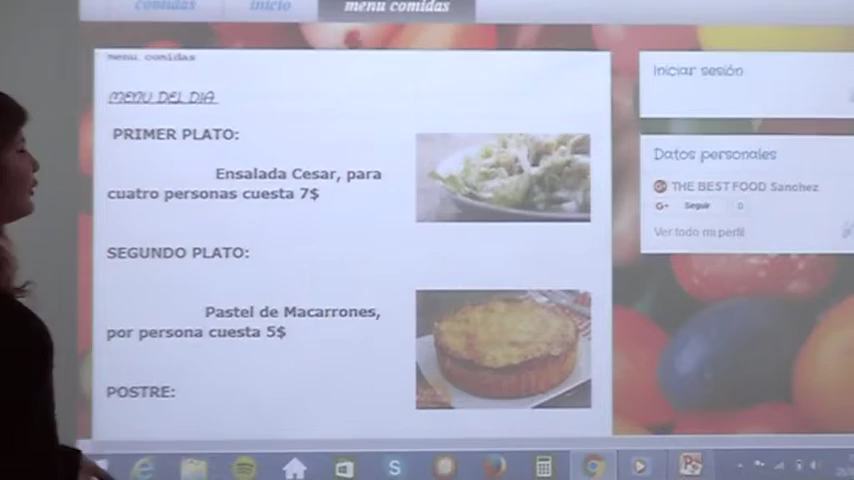 comidas
inicio
menu comidas
menu comidas
MENU DEL DIA
PRIMER PLATO:
Ensalada Cesar, para
cuatro personas cuesta 7$
SEGUNDO PLATO:
Pastel de Macarrones,
por persona cuesta 5$
POSTRE:
Iniciar sesión
Datos personales
THE BEST FOOD Sanchez
G+ Seguir 0
Ver todo mi perfil